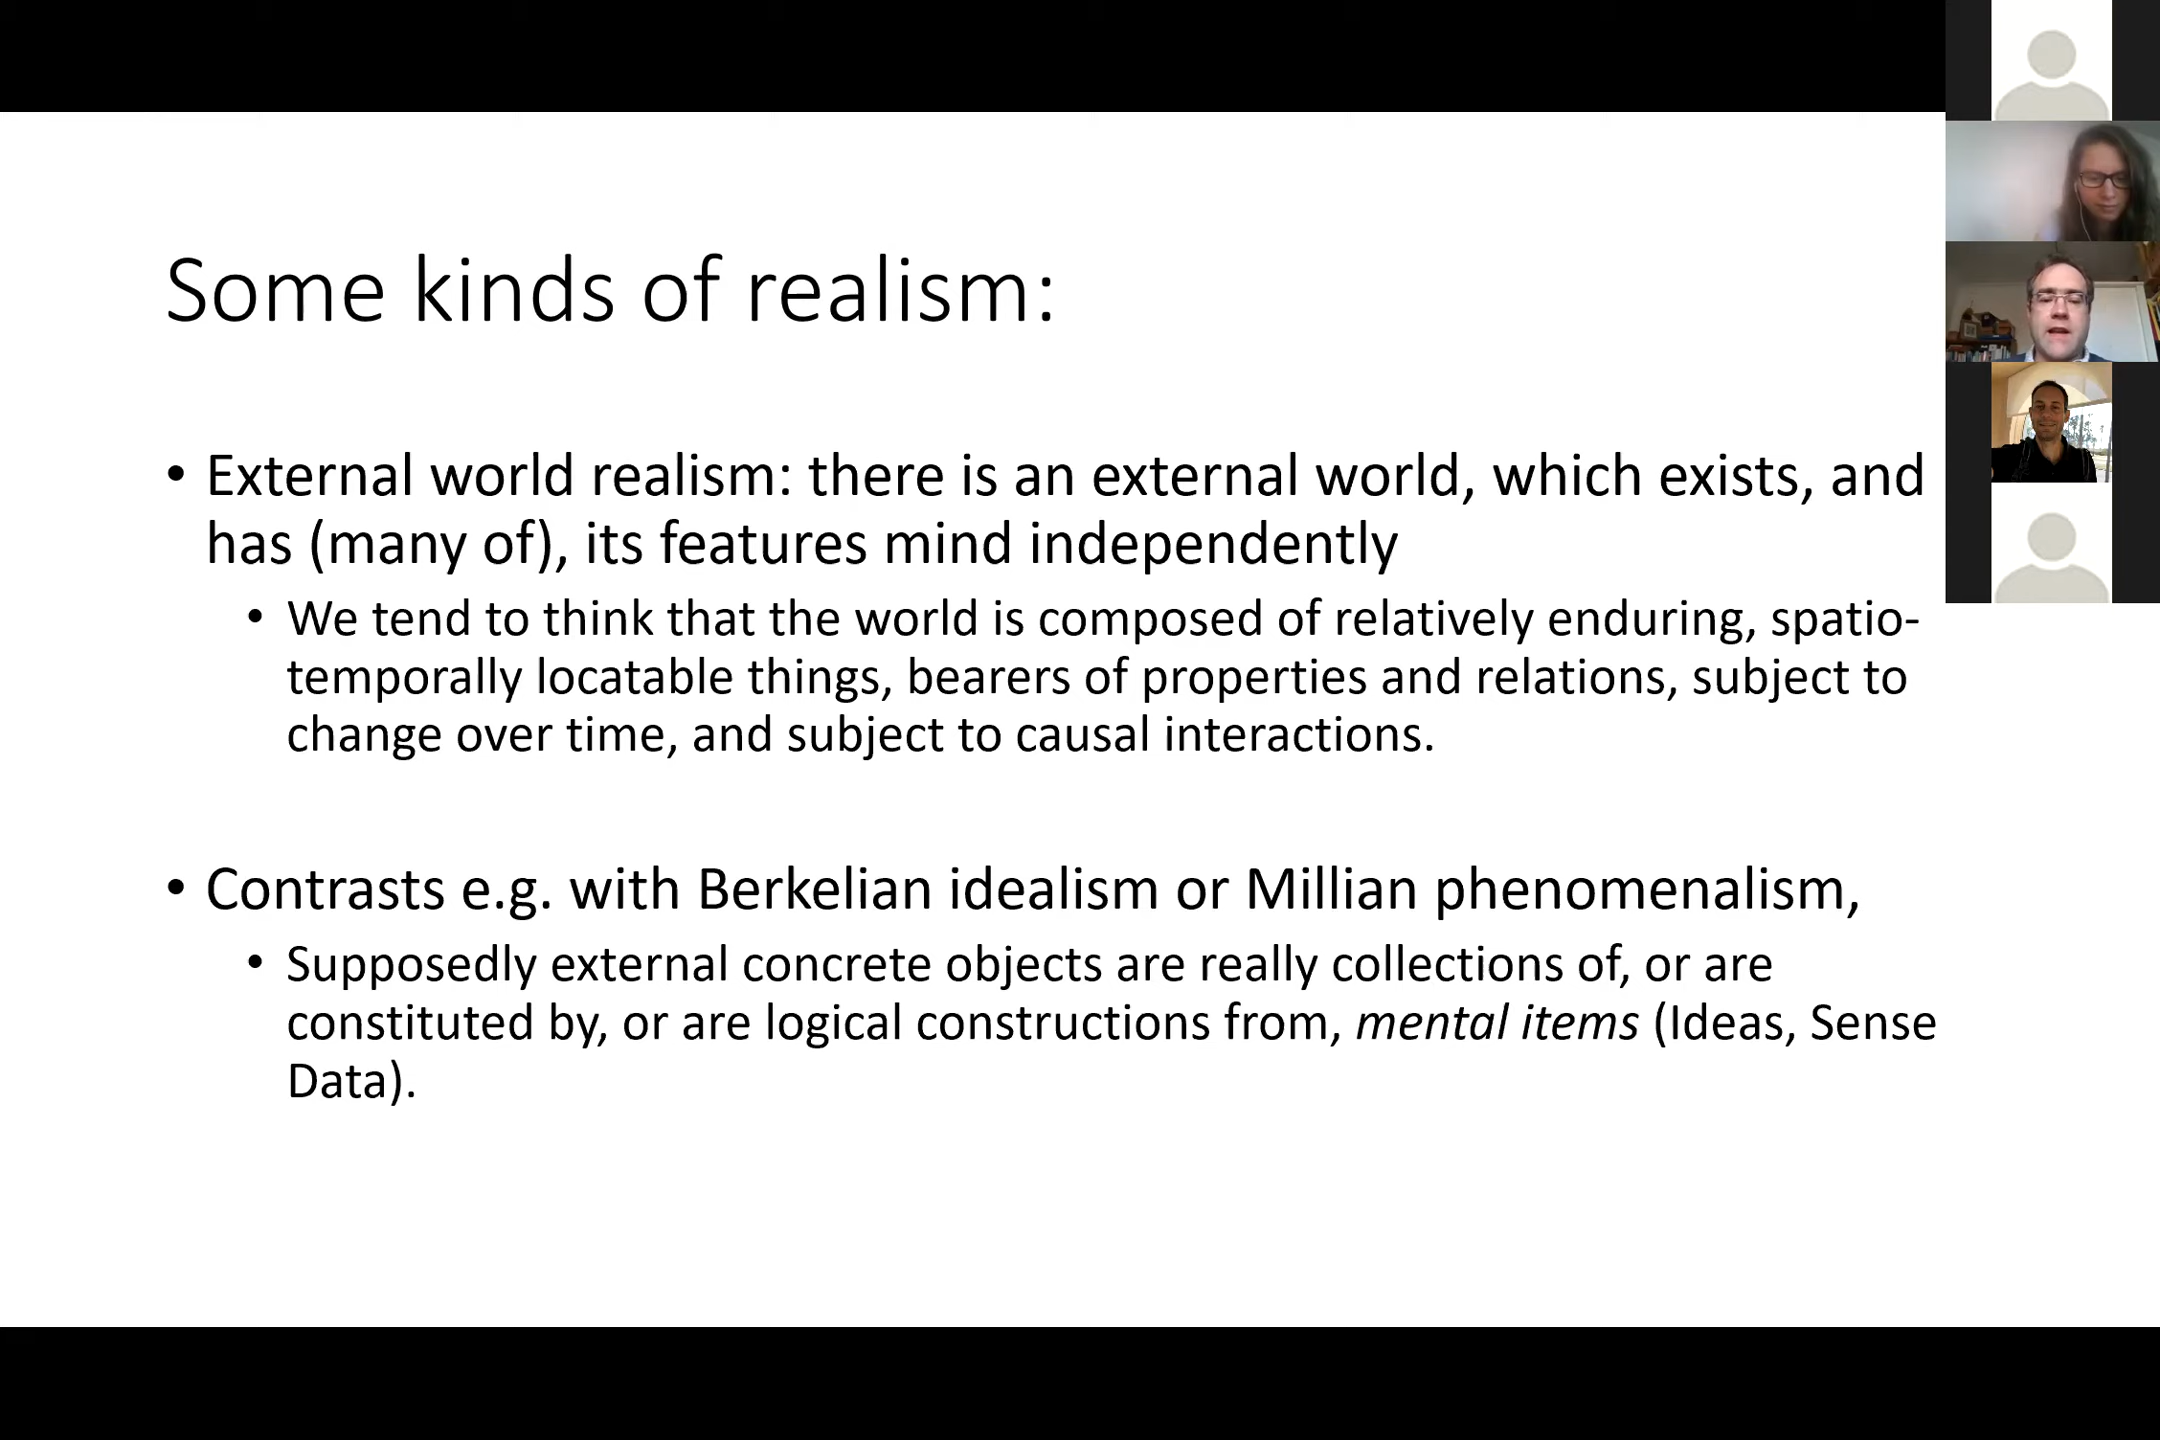 Some kinds of realism:
• External world realism: there is an external world, which exists, and
has (many of), its features mind independently
• We tend to think that the world is composed of relatively enduring, spatio-
temporally locatable things, bearers of properties and relations, subject to
change over time, and subject to causal interactions.
• Contrasts e.g. with Berkelian idealism or Millian phenomenalism,
• Supposedly external concrete objects are really collections of, or are
constituted by, or are logical constructions from, mental items (Ideas, Sense
Data).